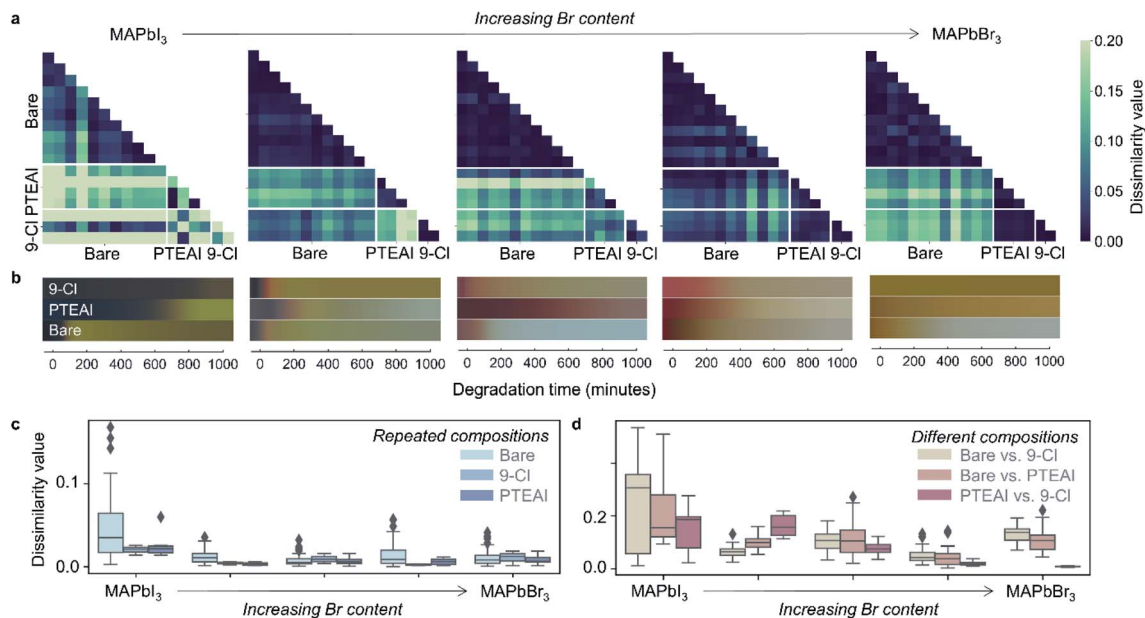 a
Increasing Br content
MAPbI3
MAPbBr3
0.20
0.15
0.10
0.05
0.00
Dissimilarity value
Bare
PTEAI
9-Cl
Bare PTEAI 9-Cl
Bare PTEAI 9-Cl
Bare PTEAI 9-Cl
Bare PTEAI 9-Cl
Bare PTEAI 9-Cl
b
9-Cl
PTEAI
Bare
0 200 400 600 800 1000
0 200 400 600 800 1000
0 200 400 600 800 1000
0 200 400 600 800 1000
0 200 400 600 800 1000
Degradation time (minutes)
c
Dissimilarity value
0.1
0.0
Repeated compositions
Bare
9-Cl
PTEAI
MAPbI3
Increasing Br content
MAPbBr3
d
0.2
0.0
Different compositions
Bare vs. 9-Cl
Bare vs. PTEAI
PTEAI vs. 9-Cl
MAPbI3
Increasing Br content
MAPbBr3